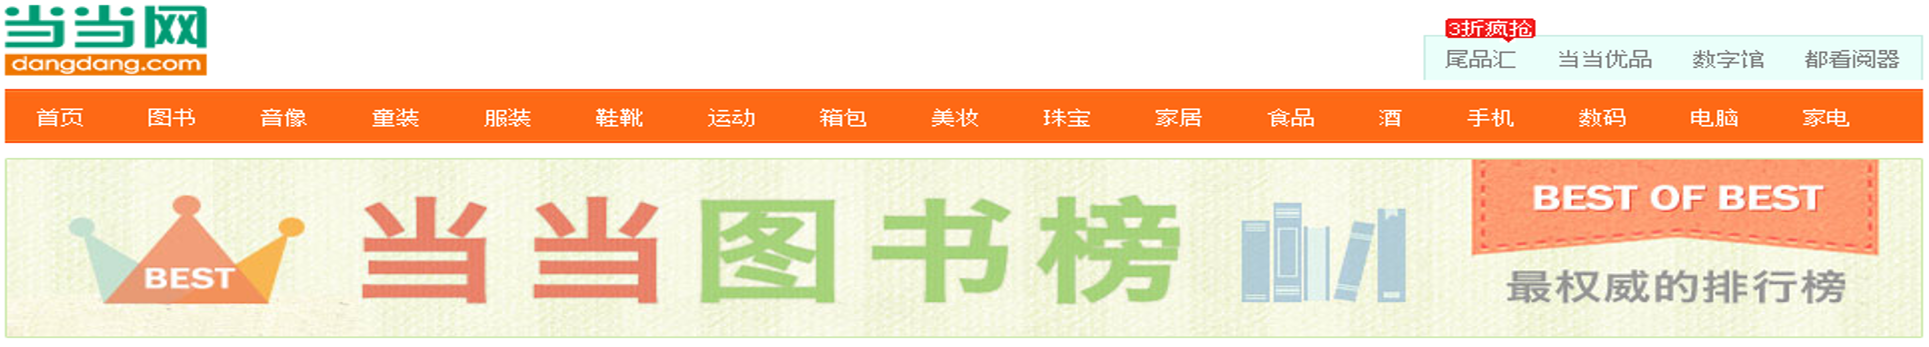 当当网
dangdang.com
3折疯抢
尾品汇 当当优品 数字馆 都看阅器
首页 图书 音像 童装 服装 鞋靴 运动 箱包 美妆 珠宝 家居 食品 酒 手机 数码 电脑 家电
BEST
当当图书榜
BEST OF BEST
最权威的排行榜